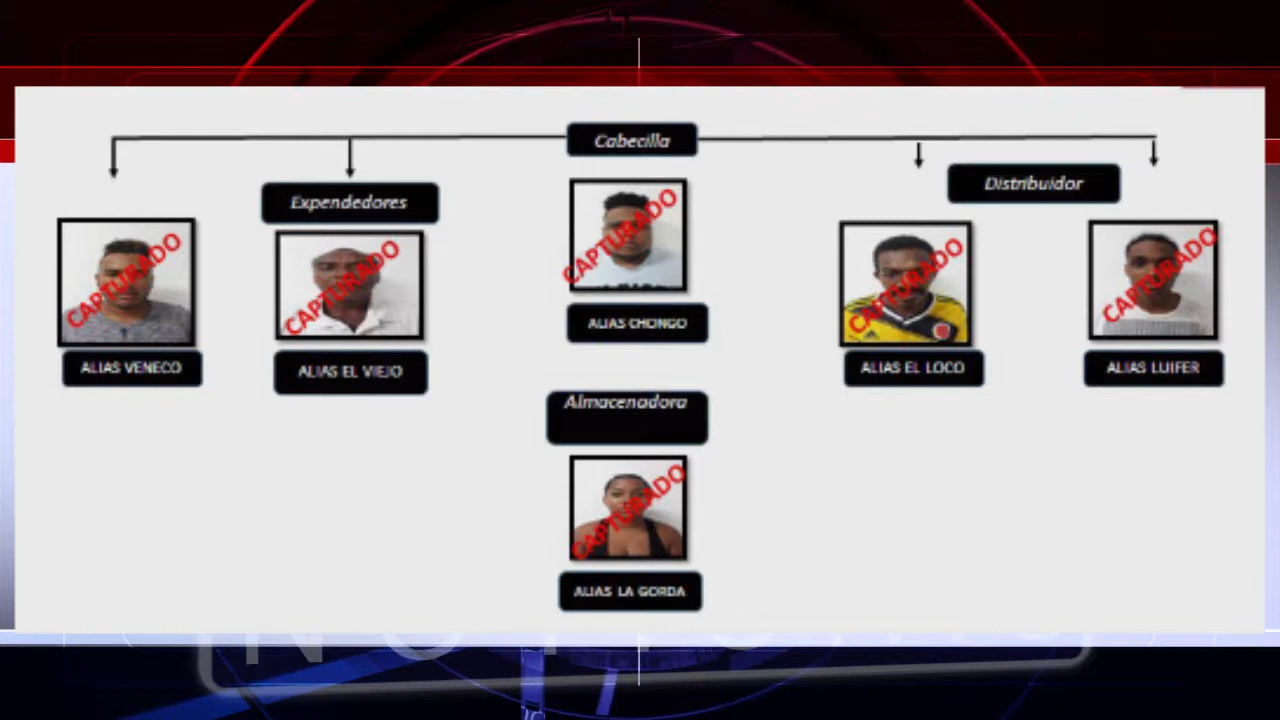 Cabecilla
Expendedores
Distribuidor
CAPTURADO
CAPTURADO
CAPTURADO
CAPTURADO
CAPTURADO
ALIAS VENECO
ALIAS EL VIEJO
ALIAS CHONGO
ALIAS EL LOCO
ALIAS LUIFER
Almacenadora
CAPTURADO
ALIAS LA GORDA